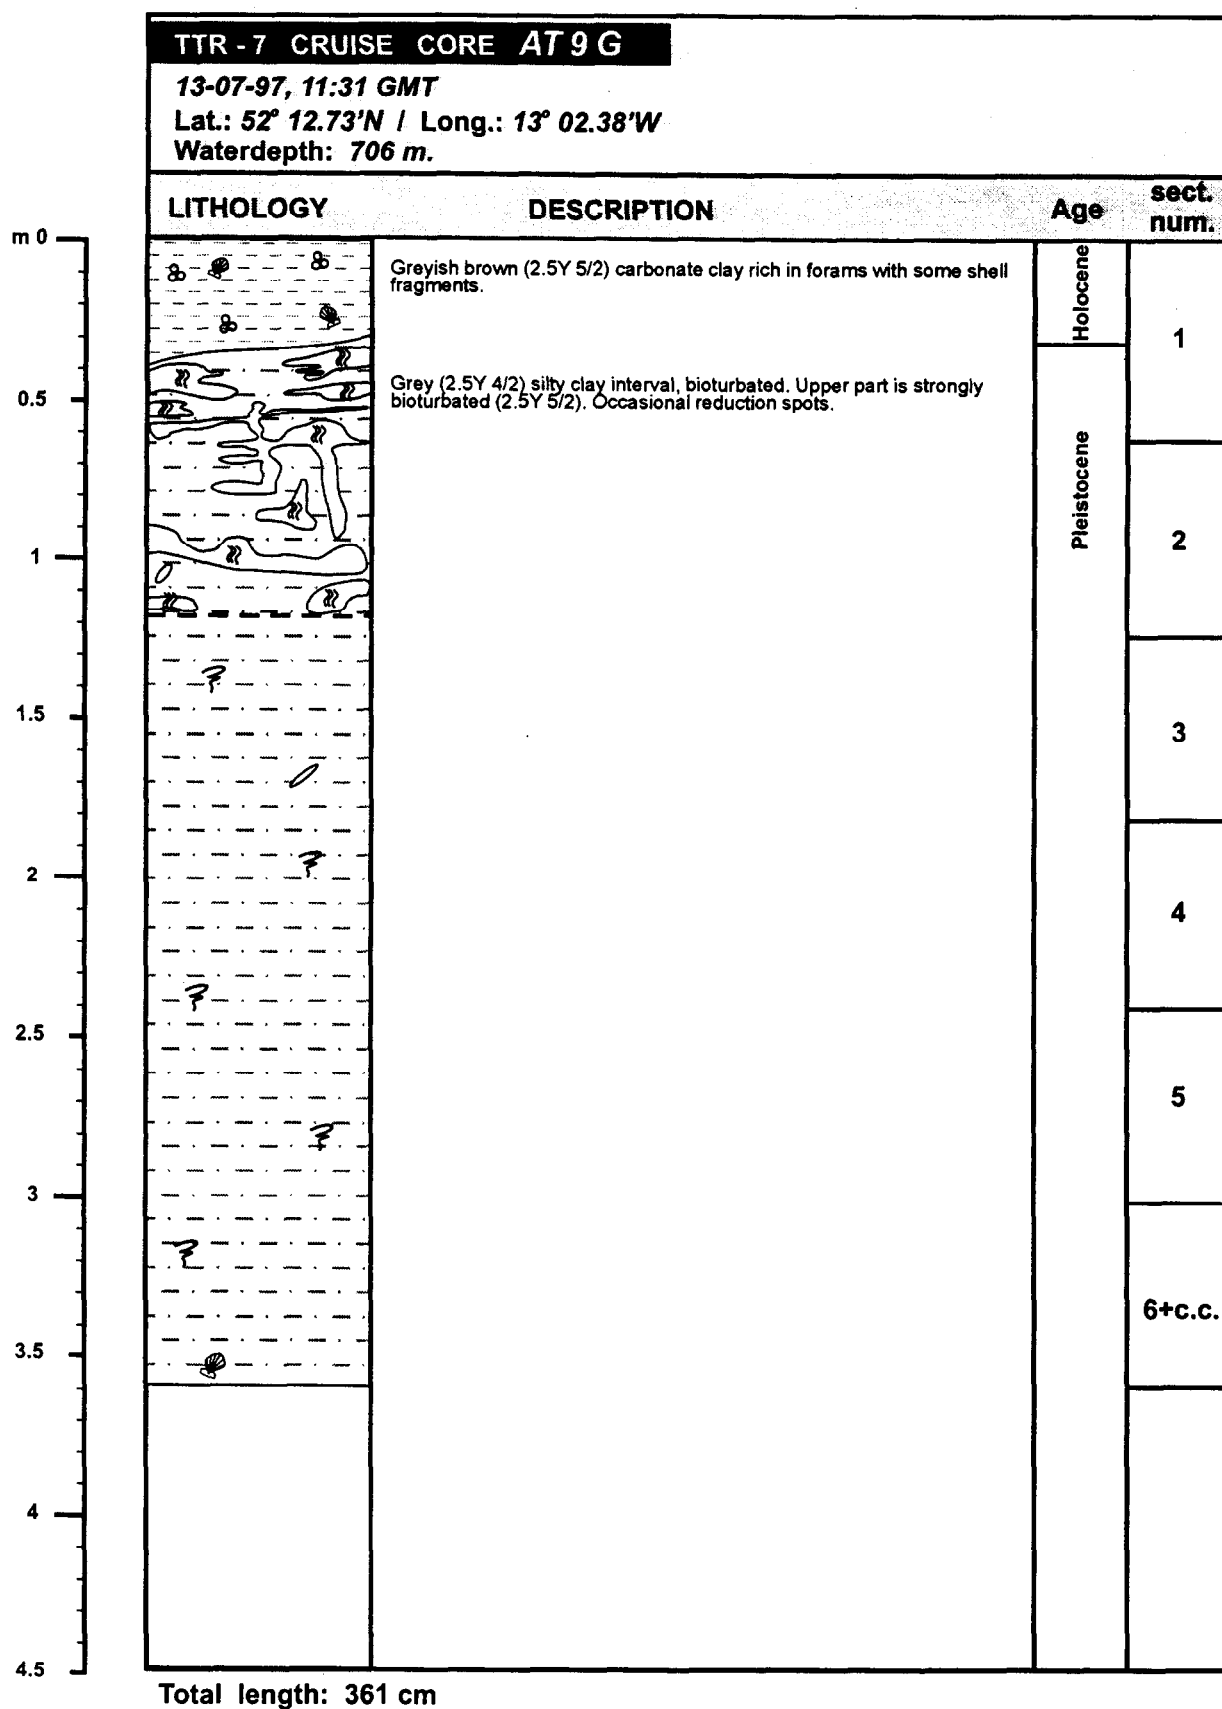 TTR - 7 CRUISE CORE AT 9 G
13-07-97, 11:31 GMT
Lat.: 52° 12.73'N / Long.: 13° 02.38'W
Waterdepth: 706 m.
LITHOLOGY DESCRIPTION Age sect. num.
m 0
Greyish brown (2.5Y 5/2) carbonate clay rich in forams with some shell
fragments.
Holocene
1
0.5
Grey (2.5Y 4/2) silty clay interval, bioturbated. Upper part is strongly
bioturbated (2.5Y 5/2). Occasional reduction spots.
Pleistocene
2
1
1.5
3
2
4
2.5
5
3
6+c.c.
3.5
4
4.5
Total length: 361 cm